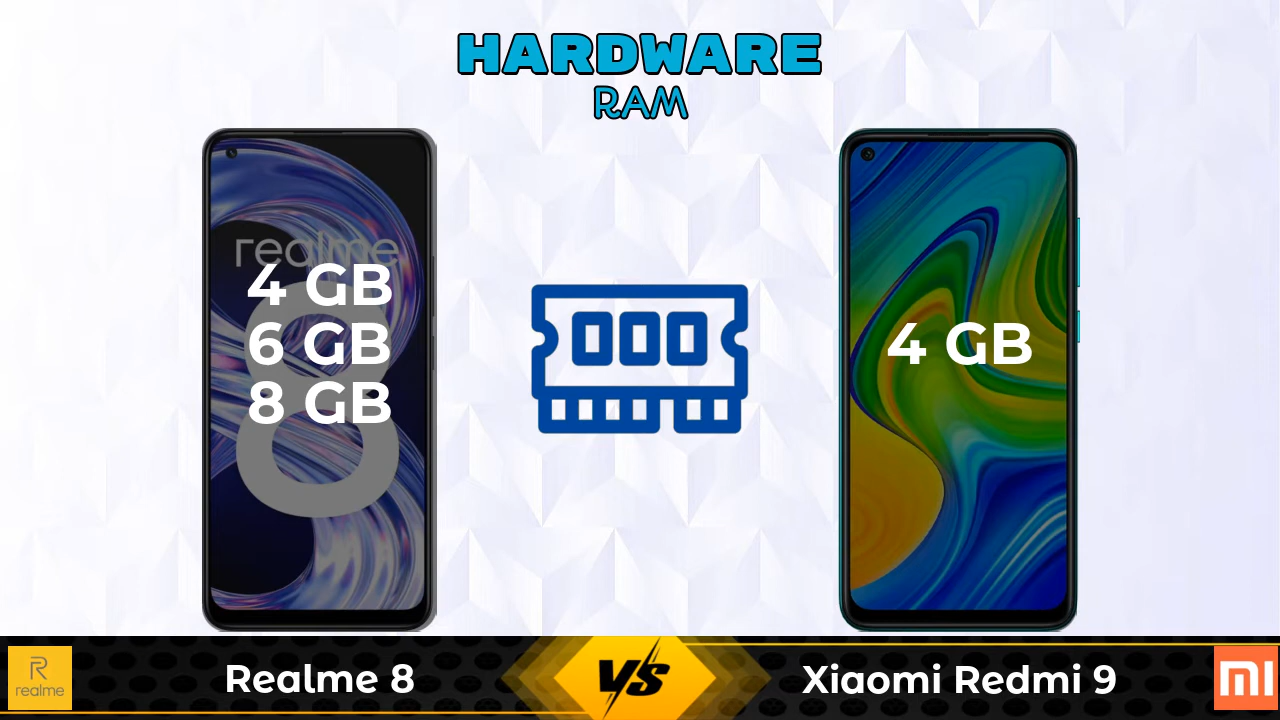 HARDWARE
RAM
realme
8
4 GB
6 GB
8 GB
4 GB
R
realme
Realme 8
VS
Xiaomi Redmi 9
MI